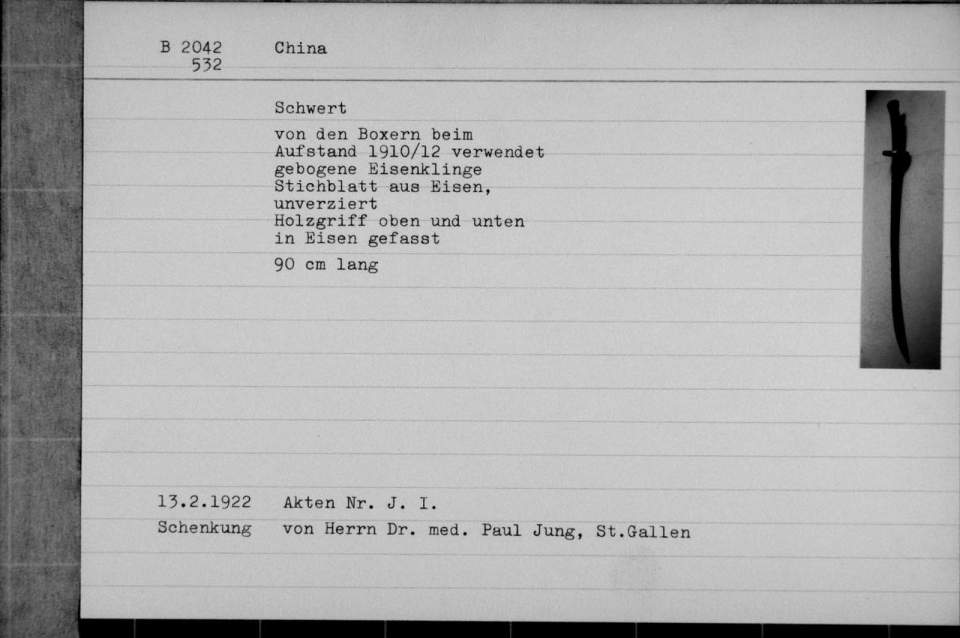 B 2042 China
532
Schwert
von den Boxern beim
Aufstand 1910/12 verwendet
gebogene Eisenklinge
Stichblatt aus Eisen,
unverziert
Holzgriff oben und unten
in Eisen gefasst
90 cm lang
13.2.1922 Akten Nr. J. I.
Schenkung von Herrn Dr. med. Paul Jung, St.Gallen